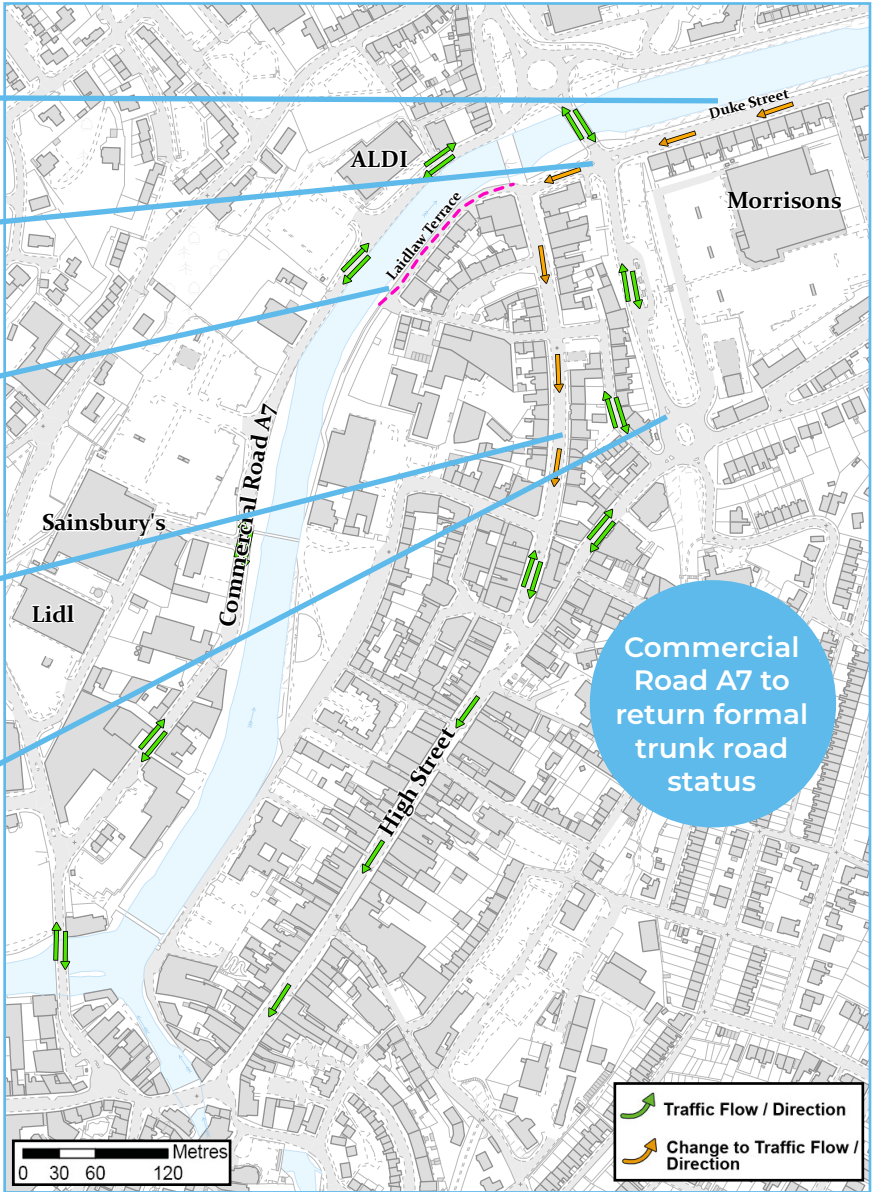 Duke Street
ALDI
Morrisons
Laidlaw Terrace
Commercial Road A7
Sainsbury's
Lidl
Commercial
Road A7 to
return formal
trunk road
status
High Street
Traffic Flow / Direction
Change to Traffic Flow /
Direction
Metres
0 30 60 120